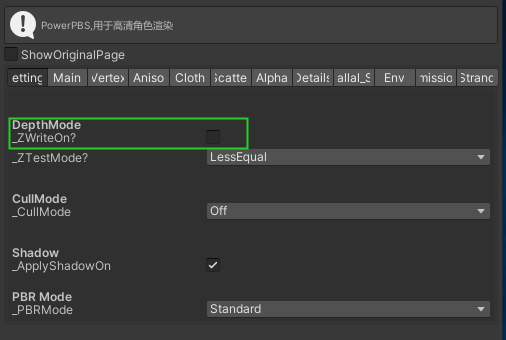 PowerPBS,用于高清角色渲染
ShowOriginalPage
etting Main Vertex Aniso Cloth Scatte Alpha Details allal_S Env missio Stranc
DepthMode
_ZWriteOn?
_ZTestMode? LessEqual
CullMode
_CullMode Off
Shadow
_ApplyShadowOn
PBR Mode
_PBRMode Standard